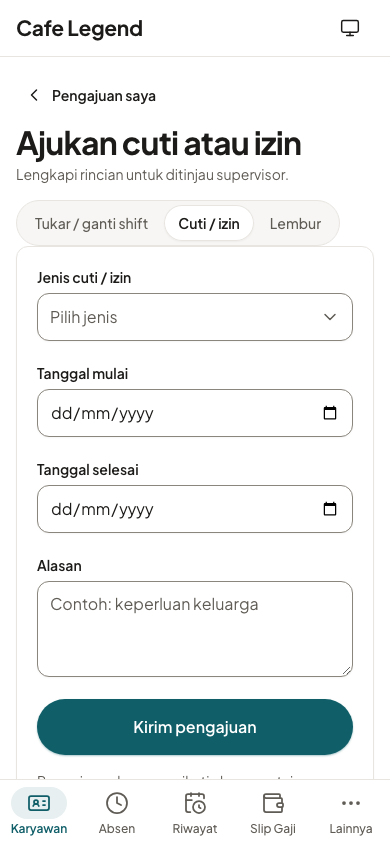 Cafe Legend
Pengajuan saya
Ajukan cuti atau izin
Lengkapi rincian untuk ditinjau supervisor.
Tukar / ganti shift
Cuti / izin
Lembur
Jenis cuti / izin
Pilih jenis
Tanggal mulai
dd/mm/yyyy
Tanggal selesai
dd/mm/yyyy
Alasan
Contoh: keperluan keluarga
Kirim pengajuan
Karyawan
Absen
Riwayat
Slip Gaji
Lainnya